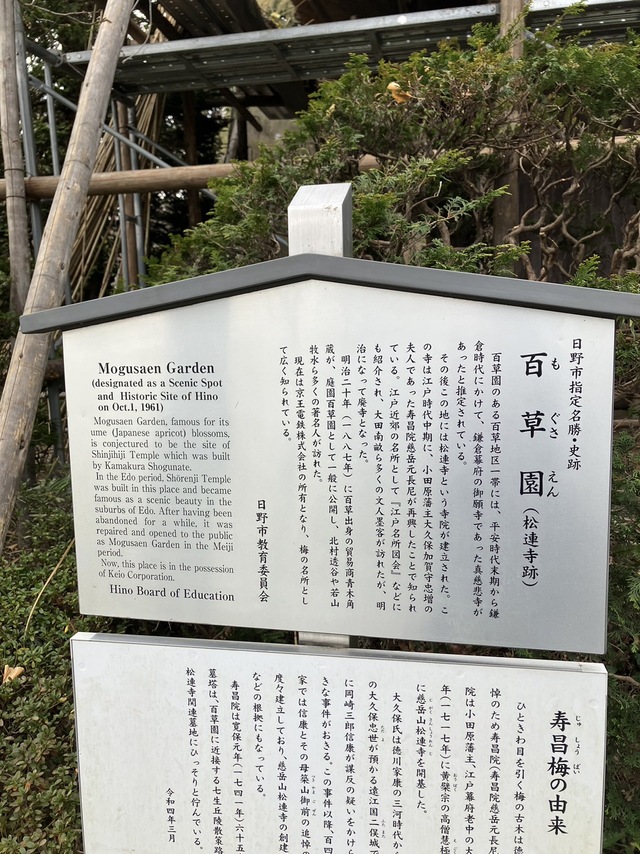 Mogusaen Garden
(designated as a Scenic Spot
and Historic Site of Hino
on Oct.1, 1961)
Mogusaen Garden, famous for its
ume (Japanese apricot) blossoms,
is conjectured to be the site of
Shinjihiji Temple which was built
by Kamakura Shogunate.
In the Edo period, Shōrenji Temple
was built in this place and became
famous as a scenic beauty in the
suburbs of Edo. After having been
abandoned for a while, it was
repaired and opened to the public
as Mogusaen Garden in the Meiji
period.
Now, this place is in the possession
of Keio Corporation.
Hino Board of Education
日野市指定名勝・史跡
百草園(松連寺跡)
も ぐさ えん
百草園のある百草地区一帯には、平安時代末期から鎌
倉時代にかけて、鎌倉幕府の御願寺であった真慈悲寺が
あったと推定されている。
その後この地には松連寺という寺院が建立された。こ
の寺は江戸時代中期に、小田原藩主大久保加賀守忠増の
夫人であった寿昌院慈岳元長尼が再興したことで知られ
ている。江戸近郊の名所として『江戸名所図会』などに
も紹介され、大田南畝ら多くの文人墨客が訪れたが、明
治になって廃寺となった。
明治二十年(一八八七年)に百草出身の貿易商青木角
蔵が、庭園百草園として一般に公開し、北村透谷や若山
牧水ら多くの著名人が訪れた。
現在は京王電鉄株式会社の所有となり、梅の名所とし
て広く知られている。
日野市教育委員会
寿昌梅の由来
じゅ しょう ばい
ひときわ目を引く梅の古木は徳
悼のため寿昌院(寿昌院慈岳元長尼
院は小田原藩主、江戸幕府老中の大
年(一七一七年)に黄檗宗の高僧慧極
に慈岳山松連寺を開基した。
大久保氏は徳川家康の三河時代か
の大久保忠世が預かる遠江国二俣城で
に岡崎三郎信康が謀反の疑いをかけら
きな事件がおきる。この事件以降、百四
家では信康とその母築山御前の追悼の
度々建立しており、慈岳山松連寺の創建
などの根拠にもなっている。
寿昌院は寛保元年(一七四一年)六十五
墓塔は、百草園に近接する七生丘陵散策路
松連寺関連墓地にひっそりと佇んでいる。
令和四年三月